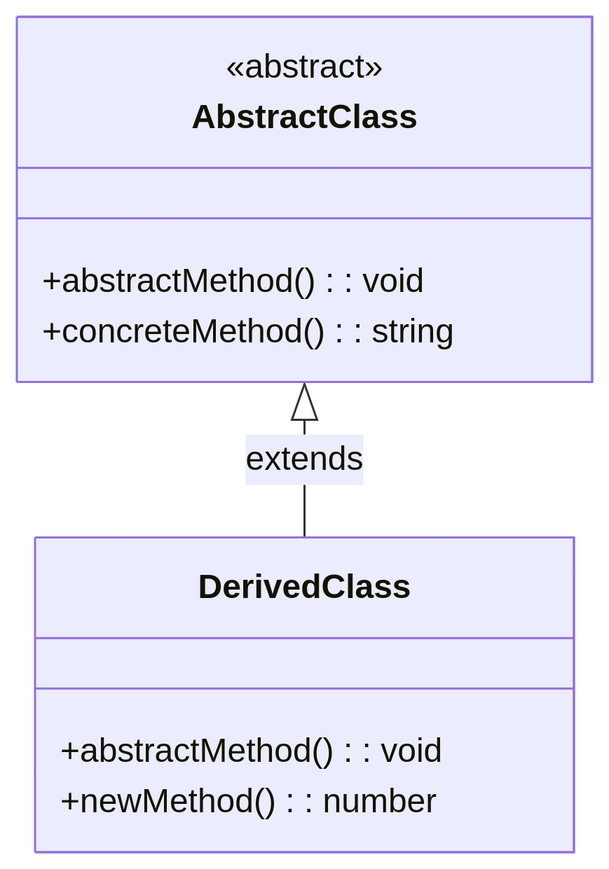 «abstract»
AbstractClass
+abstractMethod() : : void
+concreteMethod() : : string
extends
DerivedClass
+abstractMethod() : : void
+newMethod() : : number